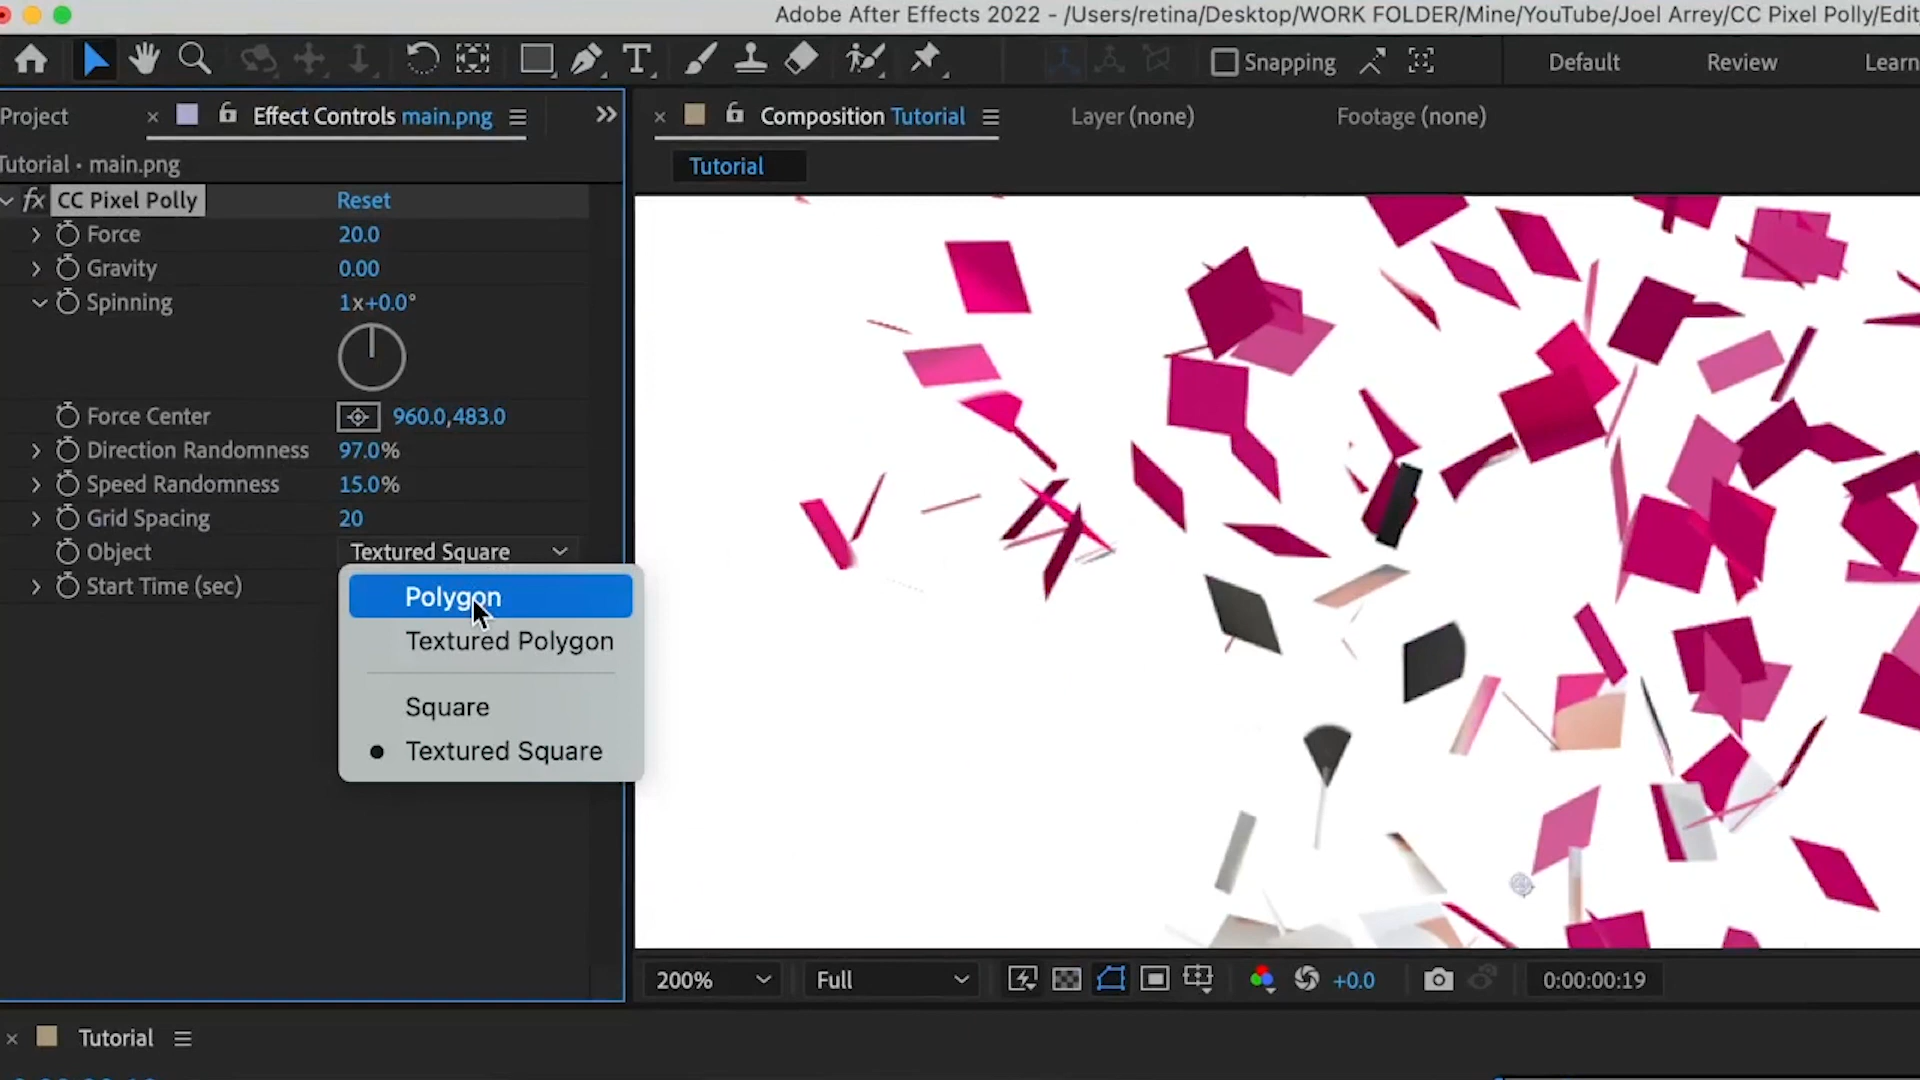 Adobe After Effects 2022 - /Users/retina/Desktop/WORK FOLDER/Mine/YouTube/Joel Arrey/CC Pixel Polly/Edit
Snapping
Default
Review
Learn
Project
Effect Controls main.png
Composition Tutorial
Layer (none)
Footage (none)
Tutorial • main.png
Tutorial
fx CC Pixel Polly Reset
Force 20.0
Gravity 0.00
Spinning 1x+0.0°
Force Center 960.0,483.0
Direction Randomness 97.0%
Speed Randomness 15.0%
Grid Spacing 20
Object Textured Square
Start Time (sec)
Polygon
Textured Polygon
Square
Textured Square
200%
Full
+0.0
0:00:00:19
Tutorial